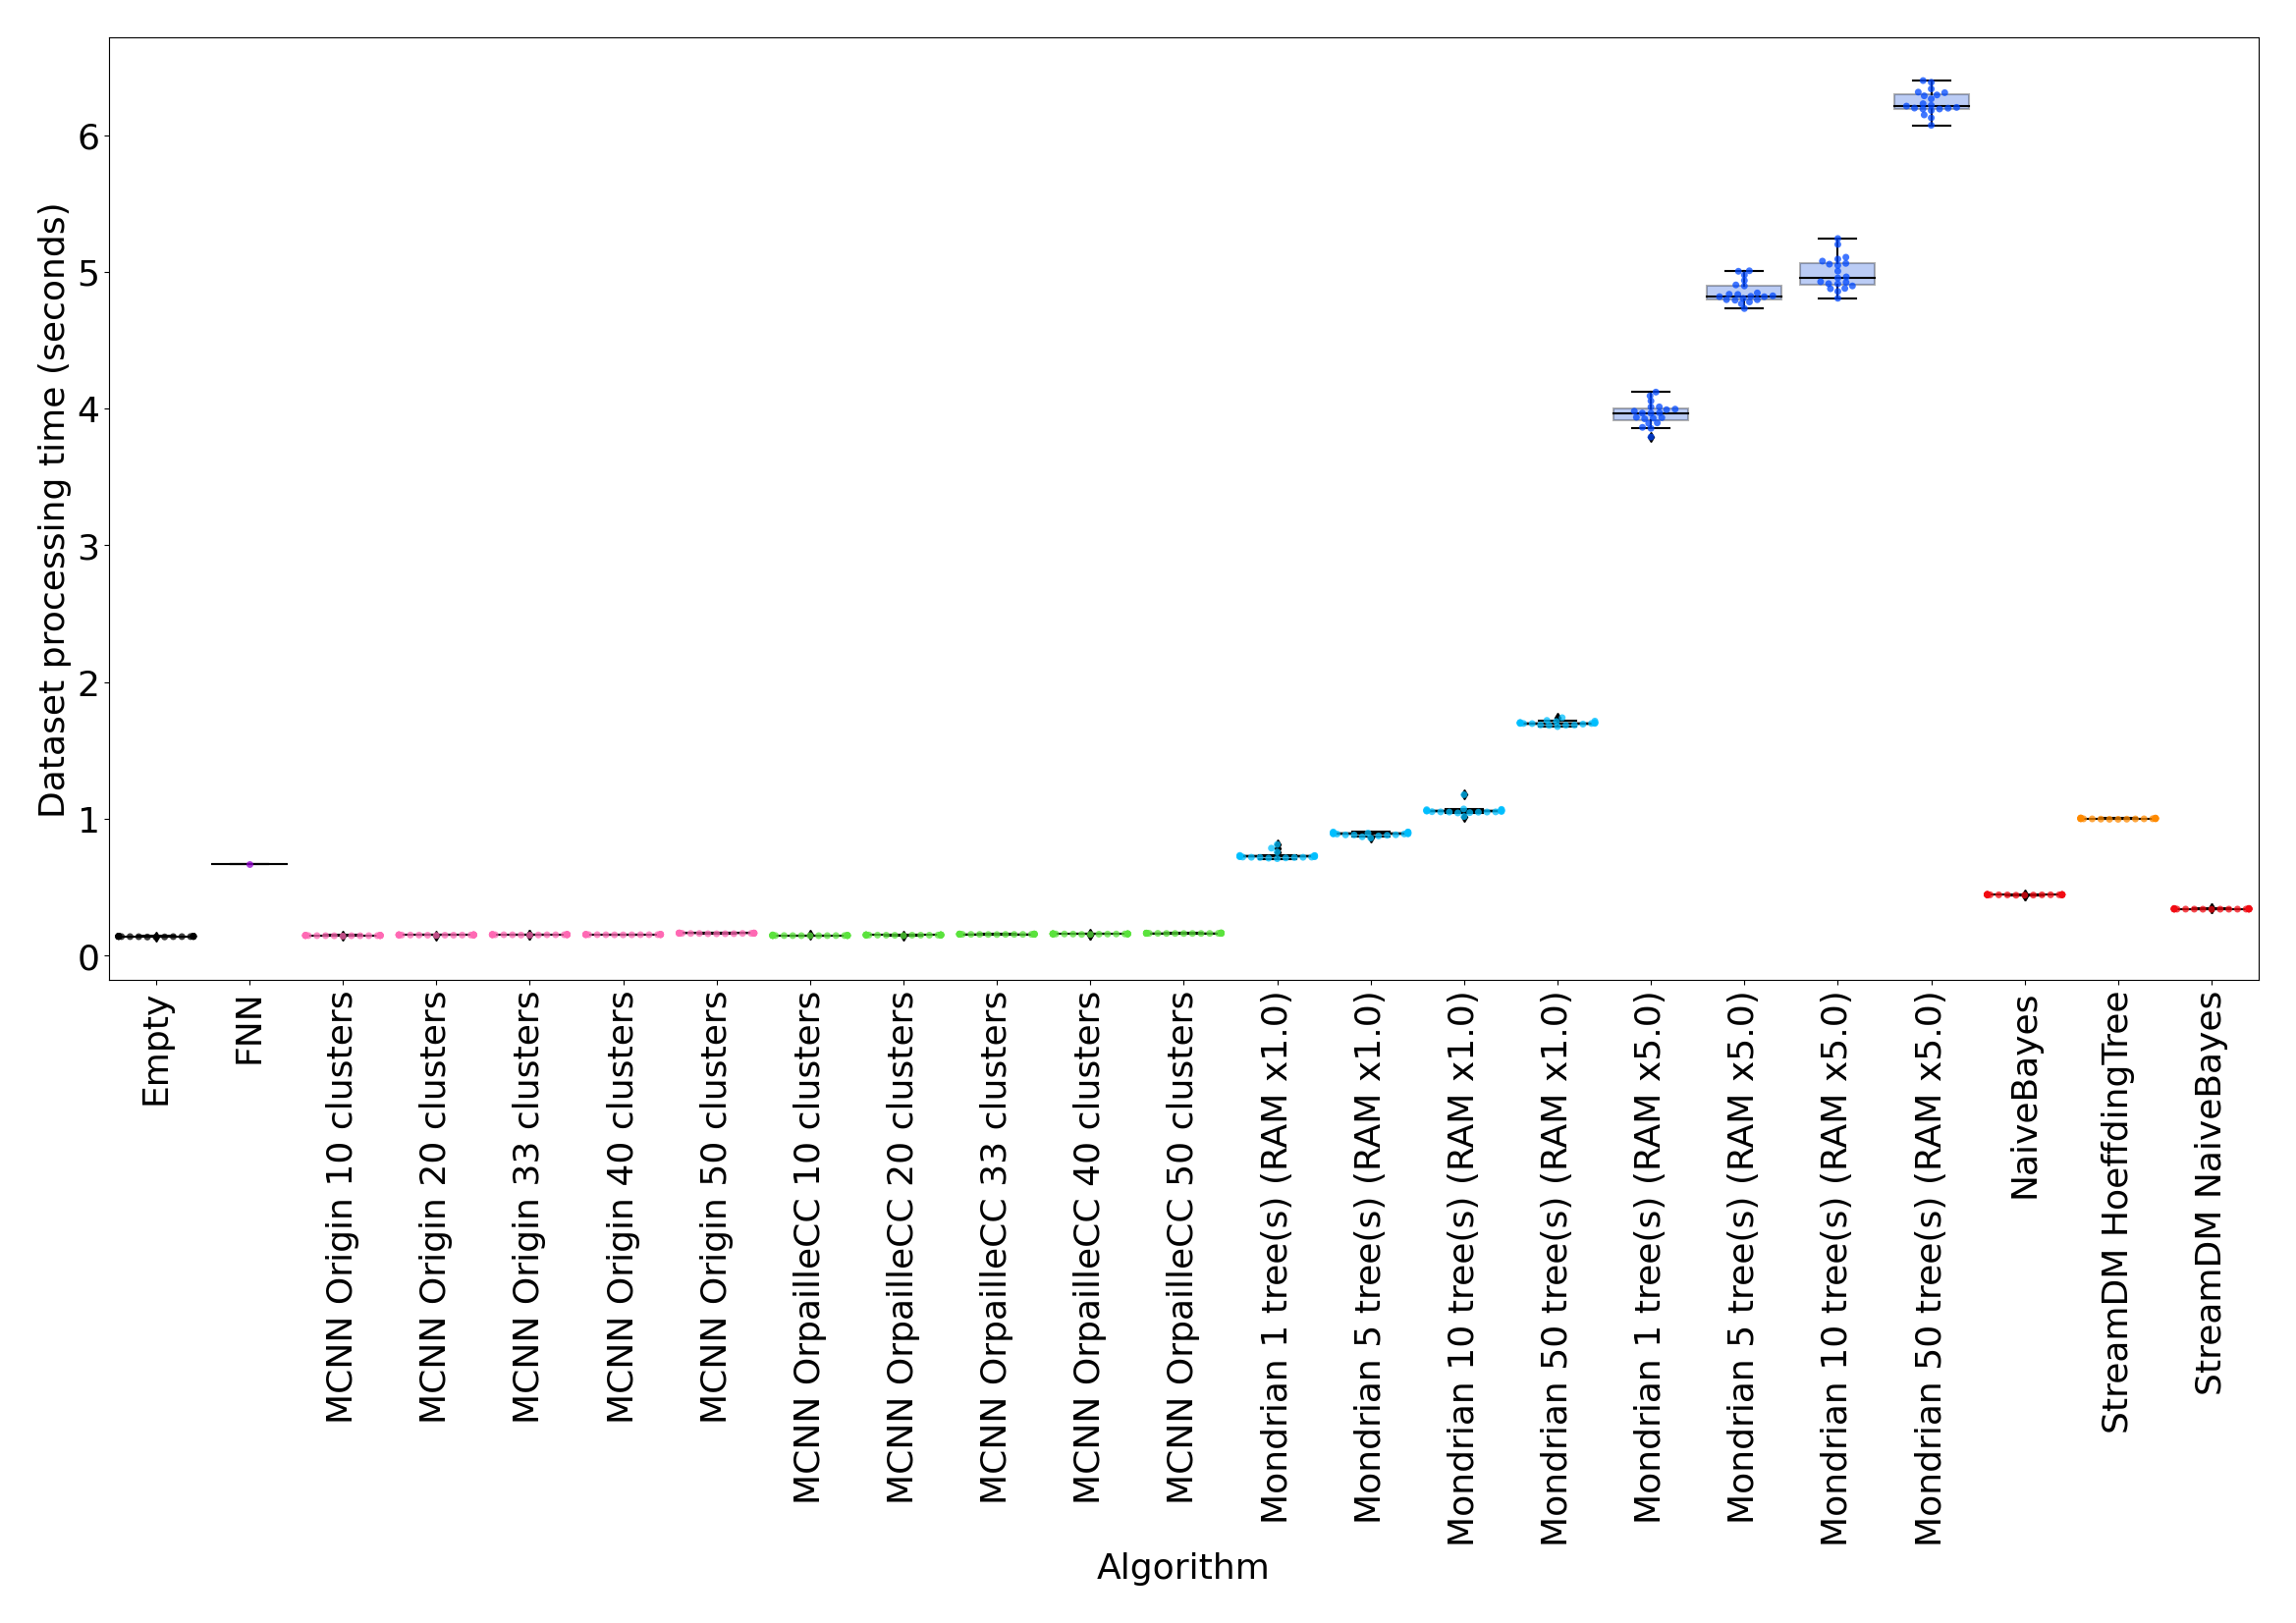 Dataset processing time (seconds)
6
5
4
3
2
1
0
Empty
FNN
MCNN Origin 10 clusters
MCNN Origin 20 clusters
MCNN Origin 33 clusters
MCNN Origin 40 clusters
MCNN Origin 50 clusters
MCNN OrpailleCC 10 clusters
MCNN OrpailleCC 20 clusters
MCNN OrpailleCC 33 clusters
MCNN OrpailleCC 40 clusters
MCNN OrpailleCC 50 clusters
Mondrian 1 tree(s) (RAM x1.0)
Mondrian 5 tree(s) (RAM x1.0)
Mondrian 10 tree(s) (RAM x1.0)
Mondrian 50 tree(s) (RAM x1.0)
Mondrian 1 tree(s) (RAM x5.0)
Mondrian 5 tree(s) (RAM x5.0)
Mondrian 10 tree(s) (RAM x5.0)
Mondrian 50 tree(s) (RAM x5.0)
NaiveBayes
StreamDM HoeffdingTree
StreamDM NaiveBayes
Algorithm